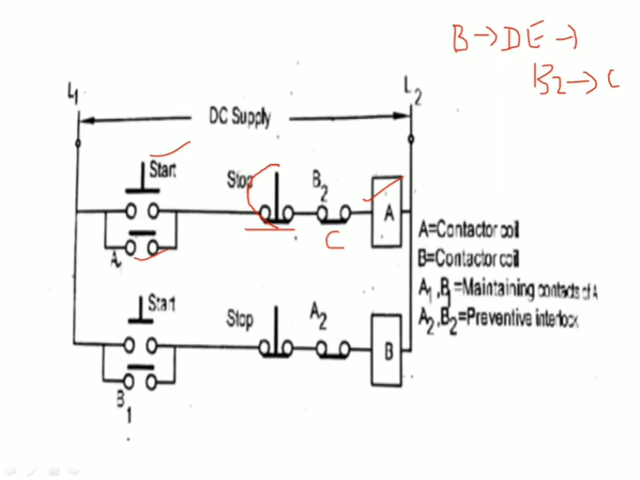 B → DE →
B2 → C
L1
L2
DC Supply
Start
Stop
B2
A
C
A1
A=Contactor coil
B=Contactor coil
A1,B1=Maintaining contacts of A
A2,B2=Preventive interlock
Start
Stop
A2
B
B1